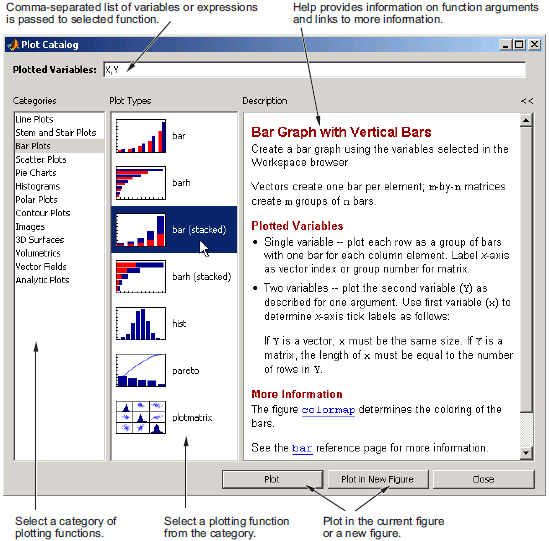 Comma-separated list of variables or expressions
is passed to selected function.
Help provides information on function arguments
and links to more information.
Plot Catalog
Plotted Variables:
X,Y
Categories
Plot Types
Description
<<
Line Plots
Stem and Stair Plots
Bar Plots
Scatter Plots
Pie Charts
Histograms
Polar Plots
Contour Plots
Images
3D Surfaces
Volumetrics
Vector Fields
Analytic Plots
bar
barh
bar (stacked)
barh (stacked)
hist
pareto
plotmatrix
Bar Graph with Vertical Bars
Create a bar graph using the variables selected in the
Workspace browser
Vectors create one bar per element; m-by-n matrices
create m groups of n bars.
Plotted Variables
• Single variable -- plot each row as a group of bars
with one bar for each column element. Label x-axis
as vector index or group number for matrix.
• Two variables -- plot the second variable (Y) as
described for one argument. Use first variable (x) to
determine x-axis tick labels as follows:
If Y is a vector, x must be the same size. If Y is a
matrix, the length of x must be equal to the number
of rows in Y.
More Information
The figure colormap determines the coloring of the
bars.
See the bar reference page for more information.
Plot
Plot in New Figure
Close
Select a category of
plotting functions.
Select a plotting function
from the category.
Plot in the current figure
or a new figure.